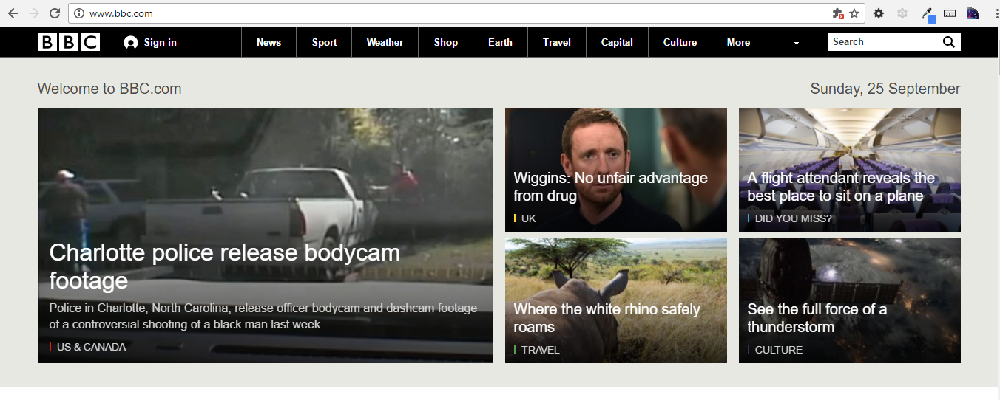 www.bbc.com
BBC
Sign in
News
Sport
Weather
Shop
Earth
Travel
Capital
Culture
More
Search
Welcome to BBC.com
Sunday, 25 September
Charlotte police release bodycam
footage
Police in Charlotte, North Carolina, release officer bodycam and dashcam footage
of a controversial shooting of a black man last week.
US & CANADA
Wiggins: No unfair advantage
from drug
UK
A flight attendant reveals the
best place to sit on a plane
DID YOU MISS?
Where the white rhino safely
roams
TRAVEL
See the full force of a
thunderstorm
CULTURE